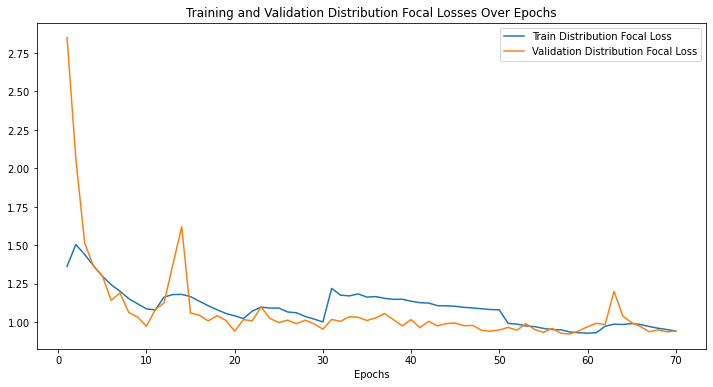 Training and Validation Distribution Focal Losses Over Epochs
Train Distribution Focal Loss
Validation Distribution Focal Loss
2.75
2.50
2.25
2.00
1.75
1.50
1.25
1.00
0 10 20 30 40 50 60 70
Epochs